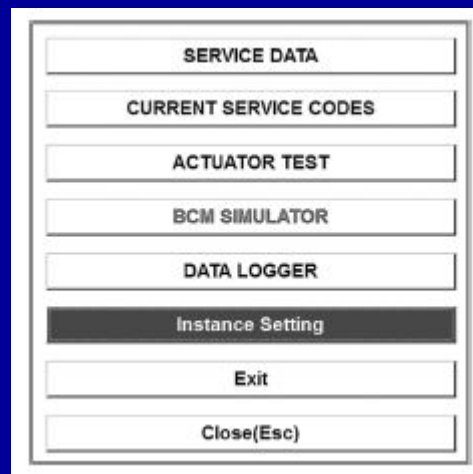 SERVICE DATA
CURRENT SERVICE CODES
ACTUATOR TEST
BCM SIMULATOR
DATA LOGGER
Instance Setting
Exit
Close(Esc)